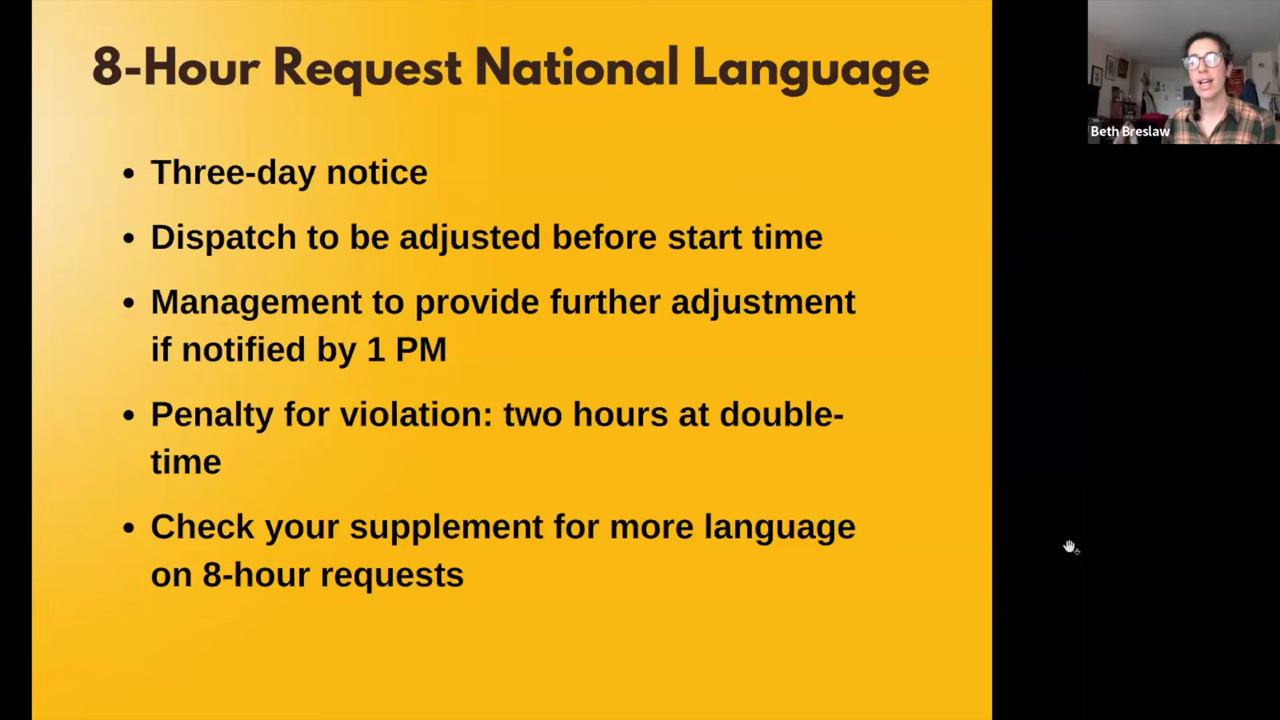 8-Hour Request National Language
• Three-day notice
• Dispatch to be adjusted before start time
• Management to provide further adjustment
if notified by 1 PM
• Penalty for violation: two hours at double-
time
• Check your supplement for more language
on 8-hour requests
Beth Breslaw